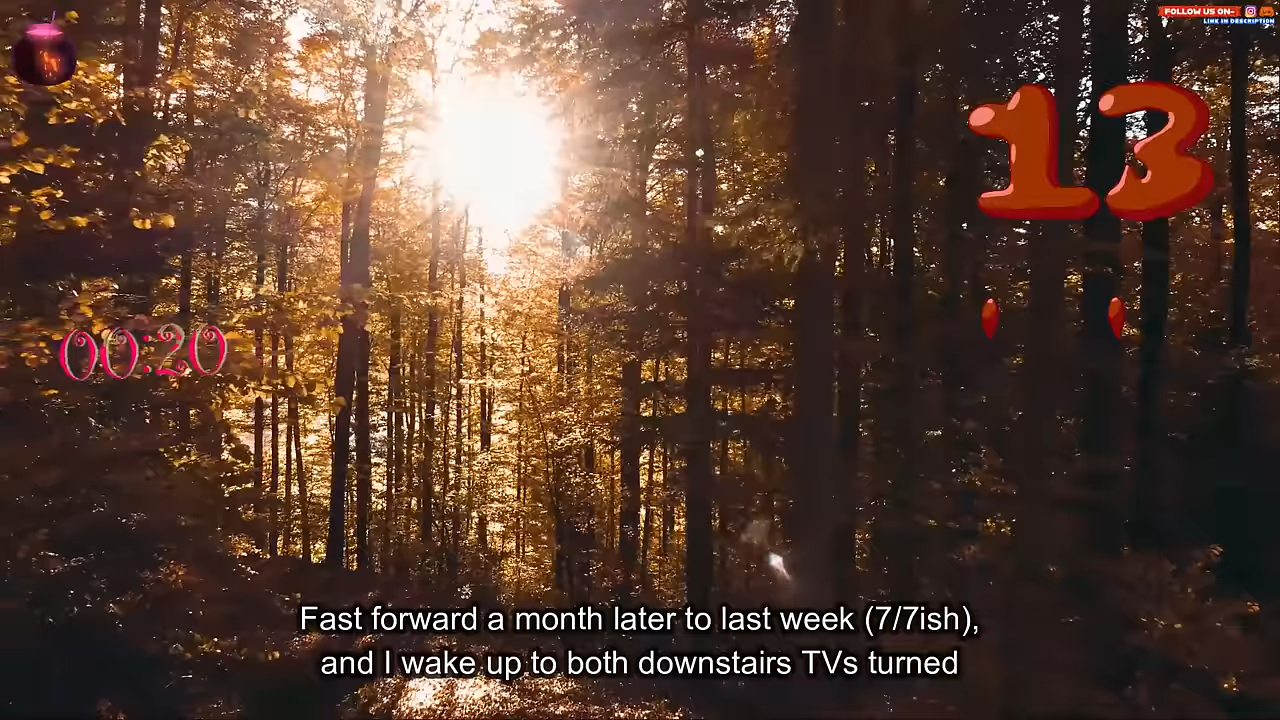 FOLLOW US ON-
LINK IN DESCRIPTION
13
00:20
Fast forward a month later to last week (7/7ish),
and I wake up to both downstairs TVs turned